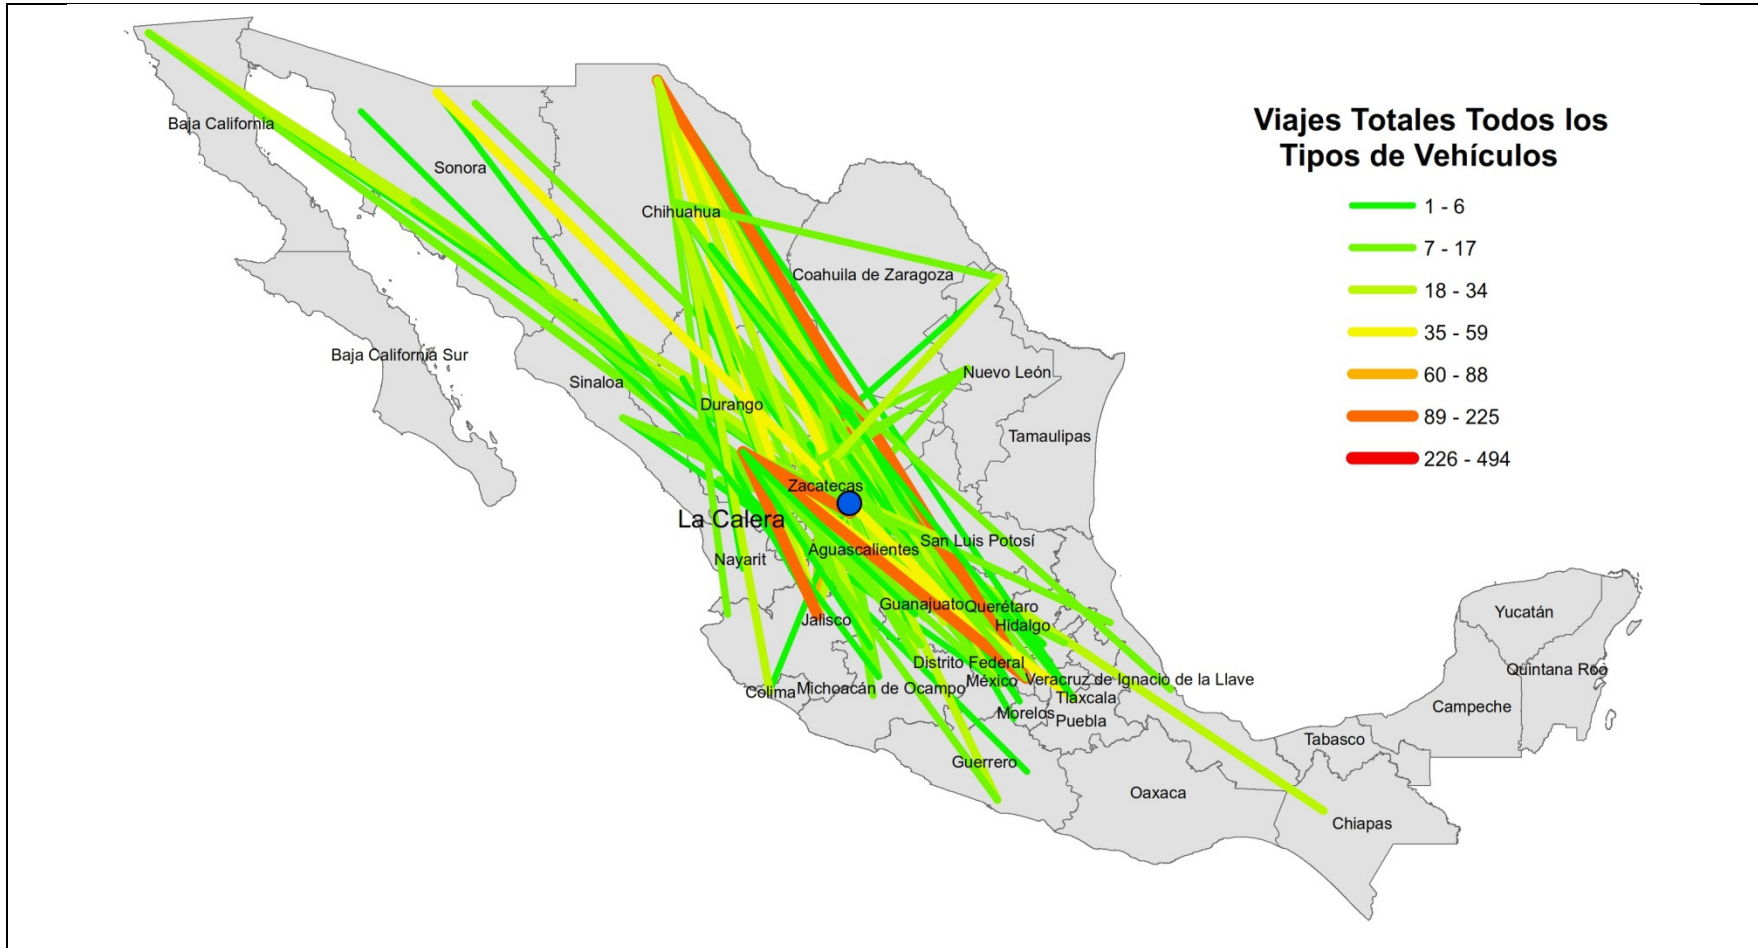 Viajes Totales Todos los
Tipos de Vehículos
1 - 6
7 - 17
18 - 34
35 - 59
60 - 88
89 - 225
226 - 494
Baja California
Sonora
Chihuahua
Coahuila de Zaragoza
Baja California Sur
Sinaloa
Nuevo León
Durango
Tamaulipas
Zacatecas
La Calera
San Luis Potosí
Aguascalientes
Nayarit
Guanajuato
Querétaro
Yucatán
Jalisco
Hidalgo
Distrito Federal
Quintana Roo
México
Veracruz de Ignacio de la Llave
Colima
Michoacán de Ocampo
Tlaxcala
Campeche
Morelos
Puebla
Tabasco
Guerrero
Oaxaca
Chiapas